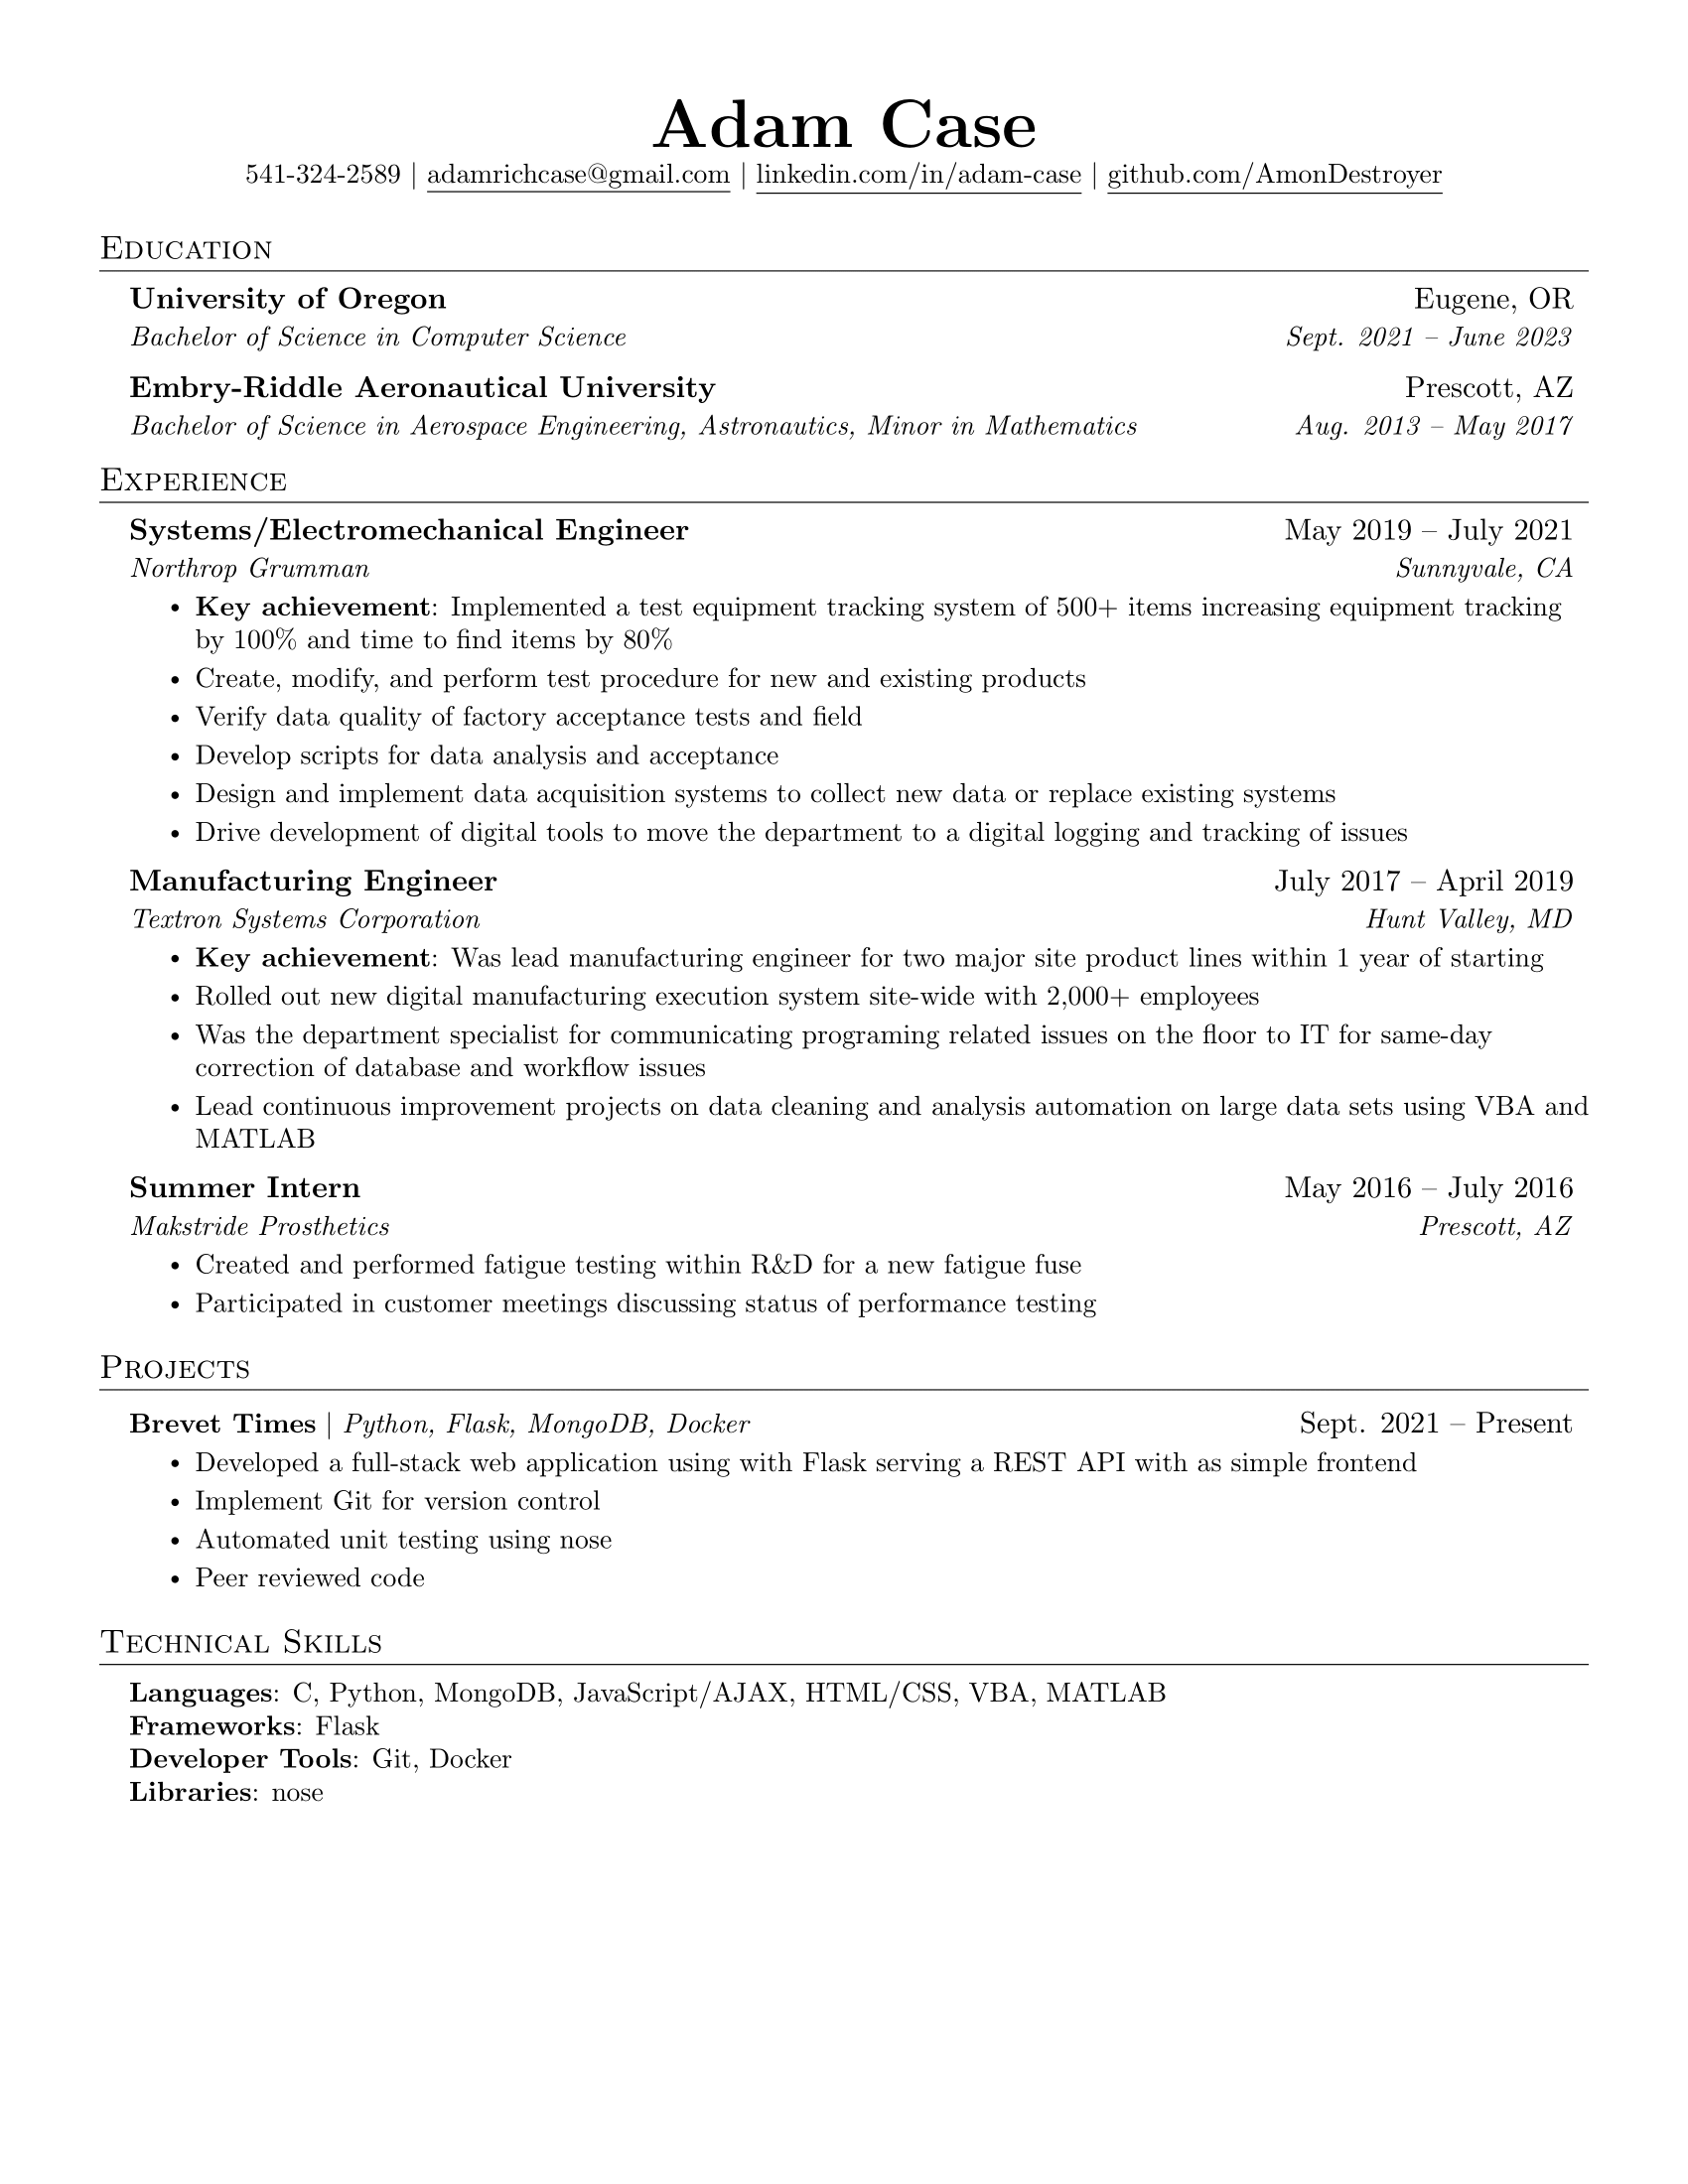 Adam Case
541-324-2589 | adamrichcase@gmail.com | linkedin.com/in/adam-case | github.com/AmonDestroyer
Education
University of Oregon Eugene, OR
Bachelor of Science in Computer Science Sept. 2021 – June 2023
Embry-Riddle Aeronautical University Prescott, AZ
Bachelor of Science in Aerospace Engineering, Astronautics, Minor in Mathematics Aug. 2013 – May 2017
Experience
Systems/Electromechanical Engineer May 2019 – July 2021
Northrop Grumman Sunnyvale, CA
• Key achievement: Implemented a test equipment tracking system of 500+ items increasing equipment tracking
by 100% and time to find items by 80%
• Create, modify, and perform test procedure for new and existing products
• Verify data quality of factory acceptance tests and field
• Develop scripts for data analysis and acceptance
• Design and implement data acquisition systems to collect new data or replace existing systems
• Drive development of digital tools to move the department to a digital logging and tracking of issues
Manufacturing Engineer July 2017 – April 2019
Textron Systems Corporation Hunt Valley, MD
• Key achievement: Was lead manufacturing engineer for two major site product lines within 1 year of starting
• Rolled out new digital manufacturing execution system site-wide with 2,000+ employees
• Was the department specialist for communicating programing related issues on the floor to IT for same-day
correction of database and workflow issues
• Lead continuous improvement projects on data cleaning and analysis automation on large data sets using VBA and
MATLAB
Summer Intern May 2016 – July 2016
Makstride Prosthetics Prescott, AZ
• Created and performed fatigue testing within R&D for a new fatigue fuse
• Participated in customer meetings discussing status of performance testing
Projects
Brevet Times | Python, Flask, MongoDB, Docker Sept. 2021 – Present
• Developed a full-stack web application using with Flask serving a REST API with as simple frontend
• Implement Git for version control
• Automated unit testing using nose
• Peer reviewed code
Technical Skills
Languages: C, Python, MongoDB, JavaScript/AJAX, HTML/CSS, VBA, MATLAB
Frameworks: Flask
Developer Tools: Git, Docker
Libraries: nose